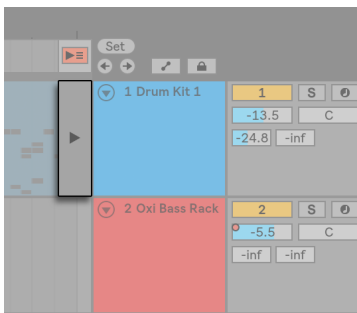 Set
1 Drum Kit 1
1 S
-13.5 C
-24.8 -inf
2 Oxi Bass Rack
2 S
-5.5 C
-inf -inf